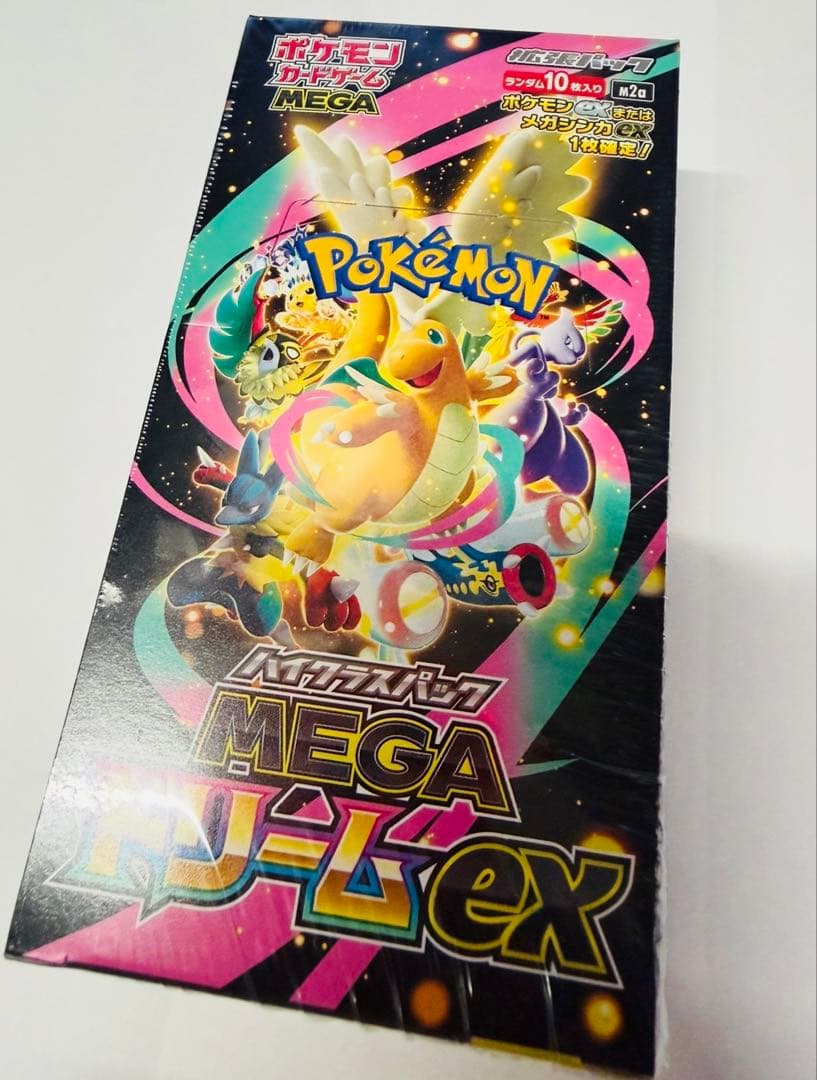 ポケモン
カードゲーム
MEGA
拡張パック
ランダム10枚入り
M2a
ポケモンexまたは
メガシンカex
1枚確定！
POKéMON
TM
ハイクラスパック
MEGA
ドリームex